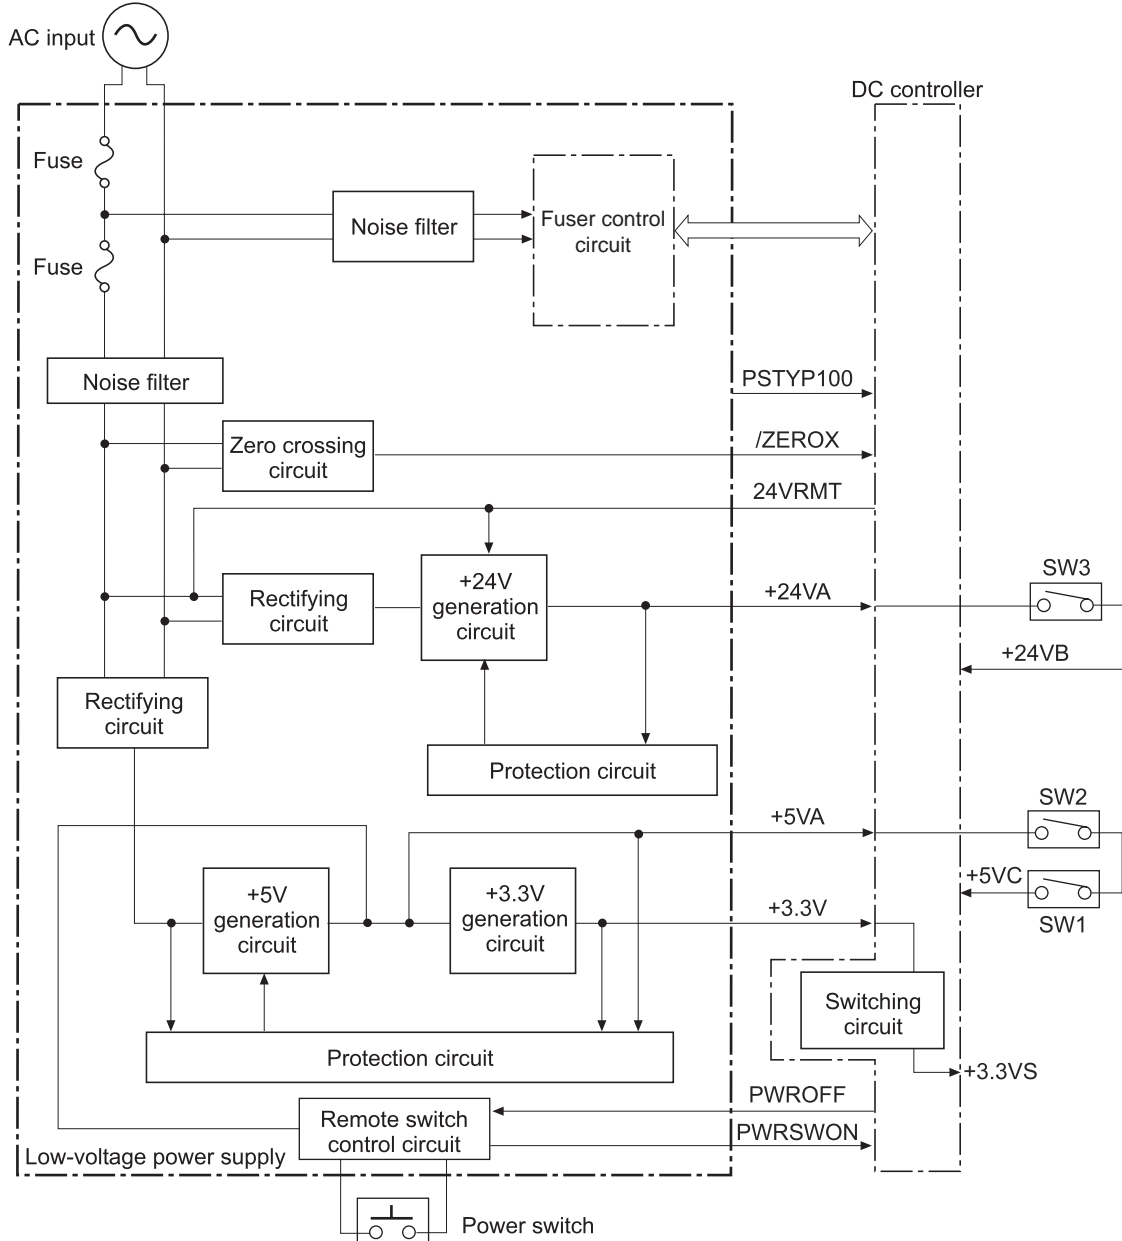 AC input
DC controller
Fuse
Noise filter
Fuser control
circuit
Fuse
Noise filter
PSTYP100
Zero crossing
circuit
/ZEROX
24VRMT
Rectifying
circuit
+24V
generation
circuit
+24VA
SW3
+24VB
Rectifying
circuit
Protection circuit
+5VA
SW2
+5V
generation
circuit
+3.3V
generation
circuit
+3.3V
+5VC
SW1
Switching
circuit
Protection circuit
+3.3VS
PWROFF
Remote switch
control circuit
PWRSWON
Low-voltage power supply
Power switch